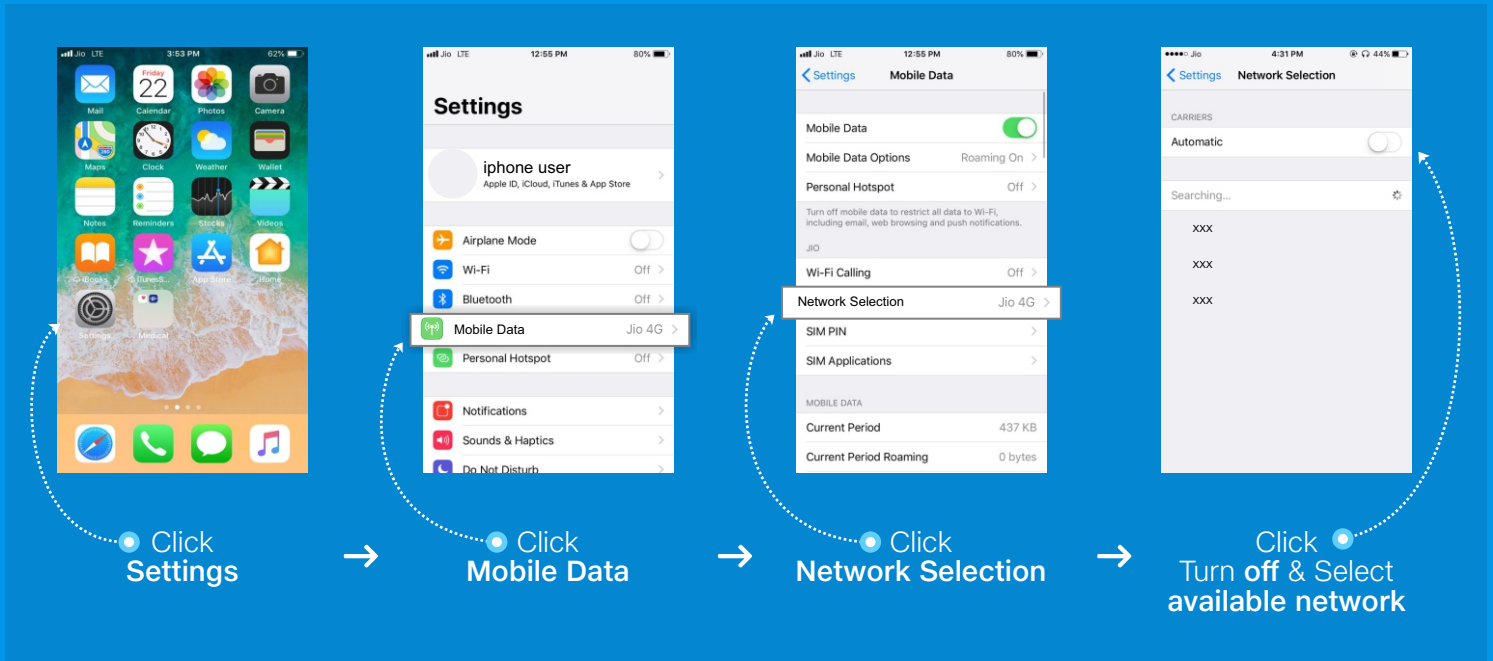 Jio LTE 3:53 PM 62%
Friday
22
Mail Calendar Photos Camera
Maps Clock Weather Wallet
Notes Reminders Stocks Videos
iBooks iTunes S... App Store Home
Settings Medical
Click
Settings
Jio LTE 12:55 PM 80%
Settings
iphone user
Apple ID, iCloud, iTunes & App Store
Airplane Mode
Wi-Fi Off
Bluetooth Off
Mobile Data Jio 4G
Personal Hotspot Off
Notifications
Sounds & Haptics
Do Not Disturb
Click
Mobile Data
Jio LTE 12:55 PM 80%
Settings Mobile Data
Mobile Data
Mobile Data Options Roaming On
Personal Hotspot Off
Turn off mobile data to restrict all data to Wi-Fi,
including email, web browsing and push notifications.
JIO
Wi-Fi Calling Off
Network Selection Jio 4G
SIM PIN
SIM Applications
MOBILE DATA
Current Period 437 KB
Current Period Roaming 0 bytes
Click
Network Selection
Jio 4:31 PM 44%
Settings Network Selection
CARRIERS
Automatic
Searching...
xxx
xxx
xxx
Click
Turn off & Select
available network